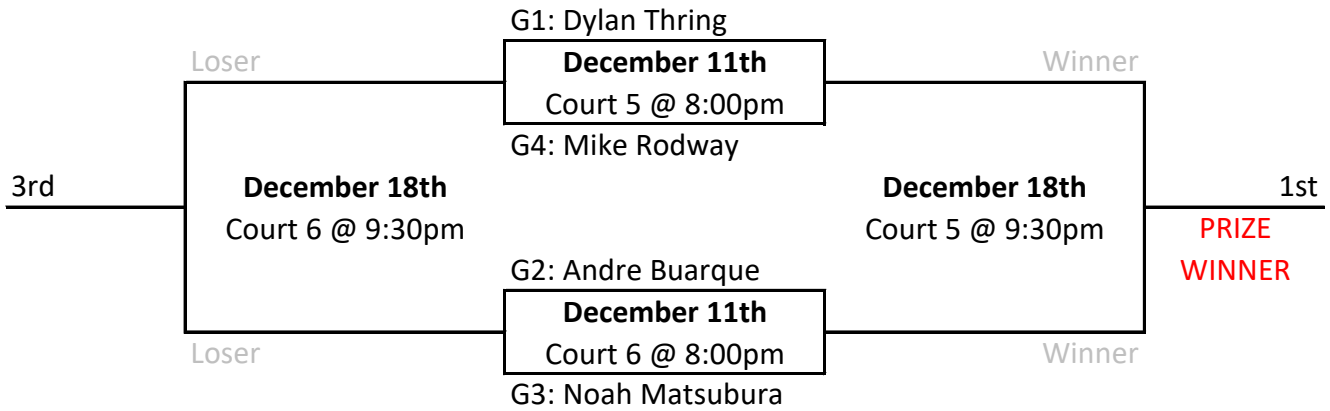 G1: Dylan Thring
Loser
December 11th
Winner
Court 5 @ 8:00pm
G4: Mike Rodway
3rd
December 18th
December 18th
1st
Court 6 @ 9:30pm
Court 5 @ 9:30pm
PRIZE
WINNER
G2: Andre Buarque
December 11th
Loser
Court 6 @ 8:00pm
Winner
G3: Noah Matsubura